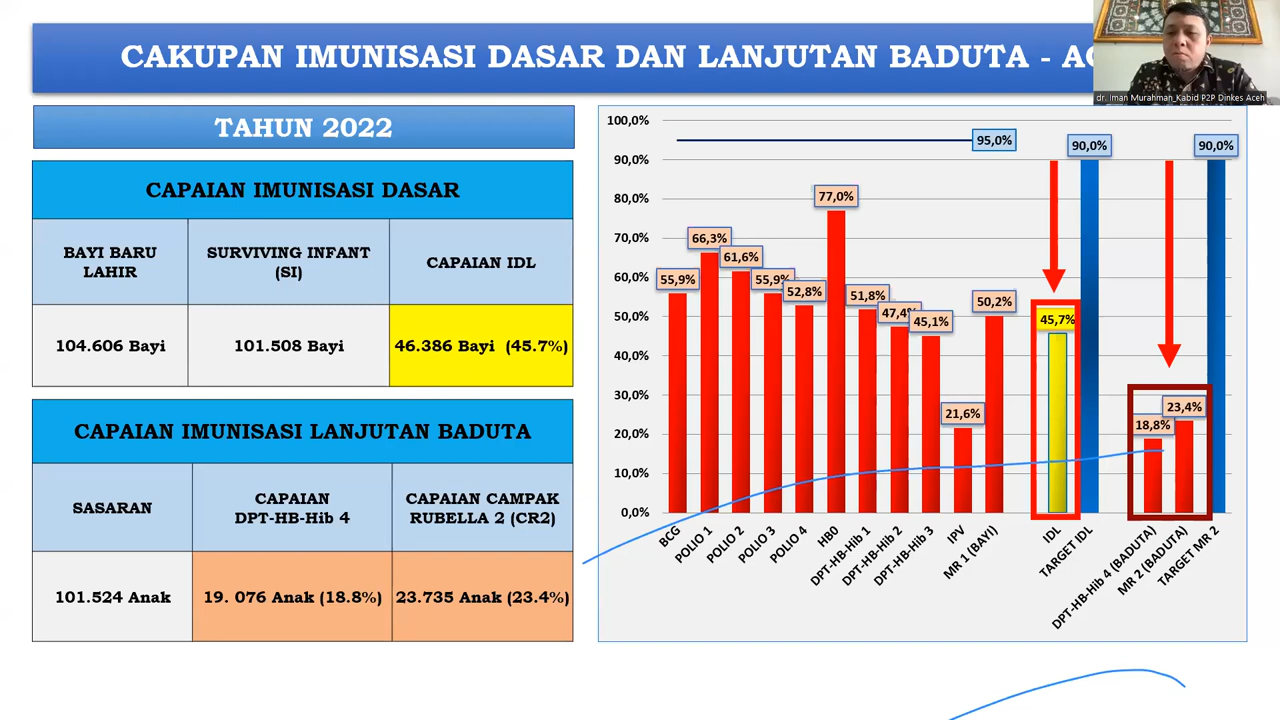 CAKUPAN IMUNISASI DASAR DAN LANJUTAN BADUTA -
dr. Iman Murahman_Kabid P2P Dinkes Aceh
TAHUN 2022
CAPAIAN IMUNISASI DASAR
BAYI BARU
LAHIR
SURVIVING INFANT
(SI)
CAPAIAN IDL
104.606 Bayi
101.508 Bayi
46.386 Bayi (45.7%)
CAPAIAN IMUNISASI LANJUTAN BADUTA
SASARAN
CAPAIAN
DPT-HB-Hib 4
CAPAIAN CAMPAK
RUBELLA 2 (CR2)
101.524 Anak
19. 076 Anak (18.8%)
23.735 Anak (23.4%)
100,0%
90,0%
80,0%
70,0%
60,0%
50,0%
40,0%
30,0%
20,0%
10,0%
0,0%
95,0%
55,9%
66,3%
61,6%
55,9%
52,8%
77,0%
51,8%
47,4%
45,1%
21,6%
50,2%
45,7%
90,0%
18,8%
23,4%
90,0%
BCG
POLIO 1
POLIO 2
POLIO 3
POLIO 4
HB0
DPT-HB-Hib 1
DPT-HB-Hib 2
DPT-HB-Hib 3
IPV
MR 1 (BAYI)
IDL
TARGET IDL
DPT-HB-Hib 4 (BADUTA)
MR 2 (BADUTA)
TARGET MR 2